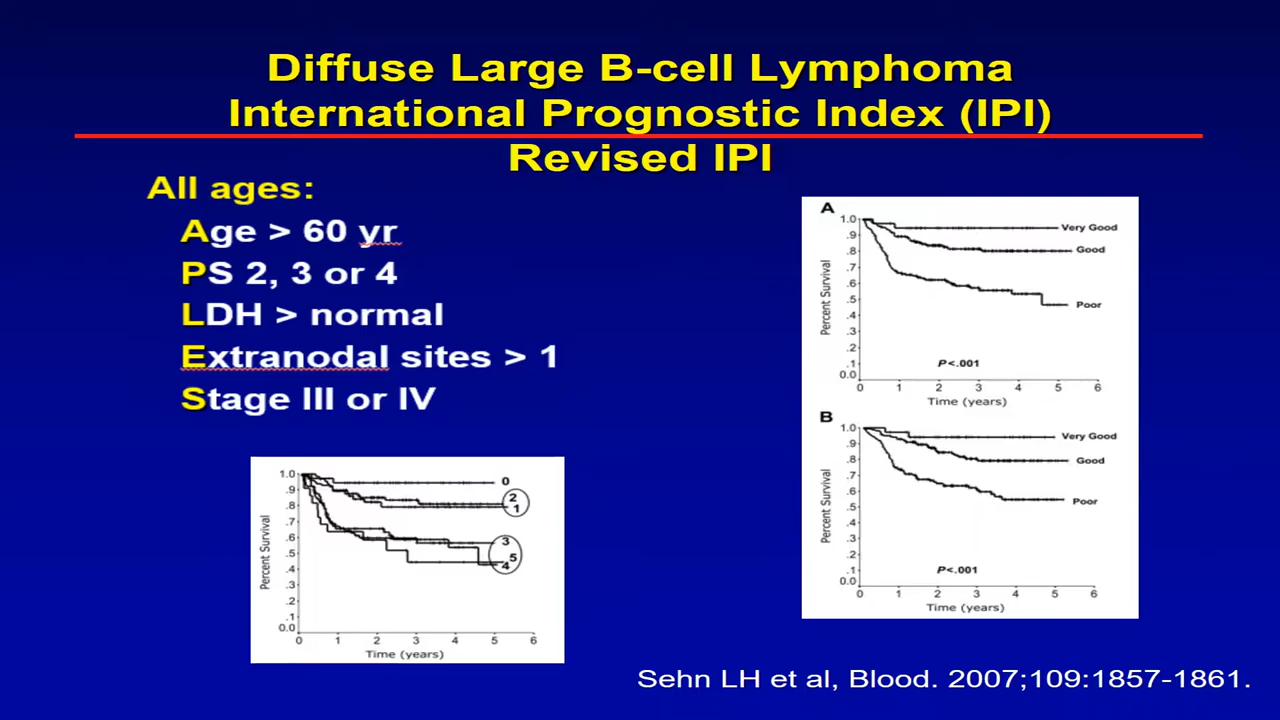 Diffuse Large B-cell Lymphoma
International Prognostic Index (IPI)
Revised IPI
All ages:
Age > 60 yr
PS 2, 3 or 4
LDH > normal
Extranodal sites > 1
Stage III or IV
Percent Survival
1.0
.9
.8
.7
.6
.5
.4
.3
.2
.1
0.0
0
2
1
3
5
4
0 1 2 3 4 5 6
Time (years)
A
Percent Survival
1.0
.9
.8
.7
.6
.5
.4
.3
.2
.1
0.0
Very Good
Good
Poor
P<.001
0 1 2 3 4 5 6
Time (years)
B
Percent Survival
1.0
.9
.8
.7
.6
.5
.4
.3
.2
.1
0.0
Very Good
Good
Poor
P<.001
0 1 2 3 4 5 6
Time (years)
Sehn LH et al, Blood. 2007;109:1857-1861.